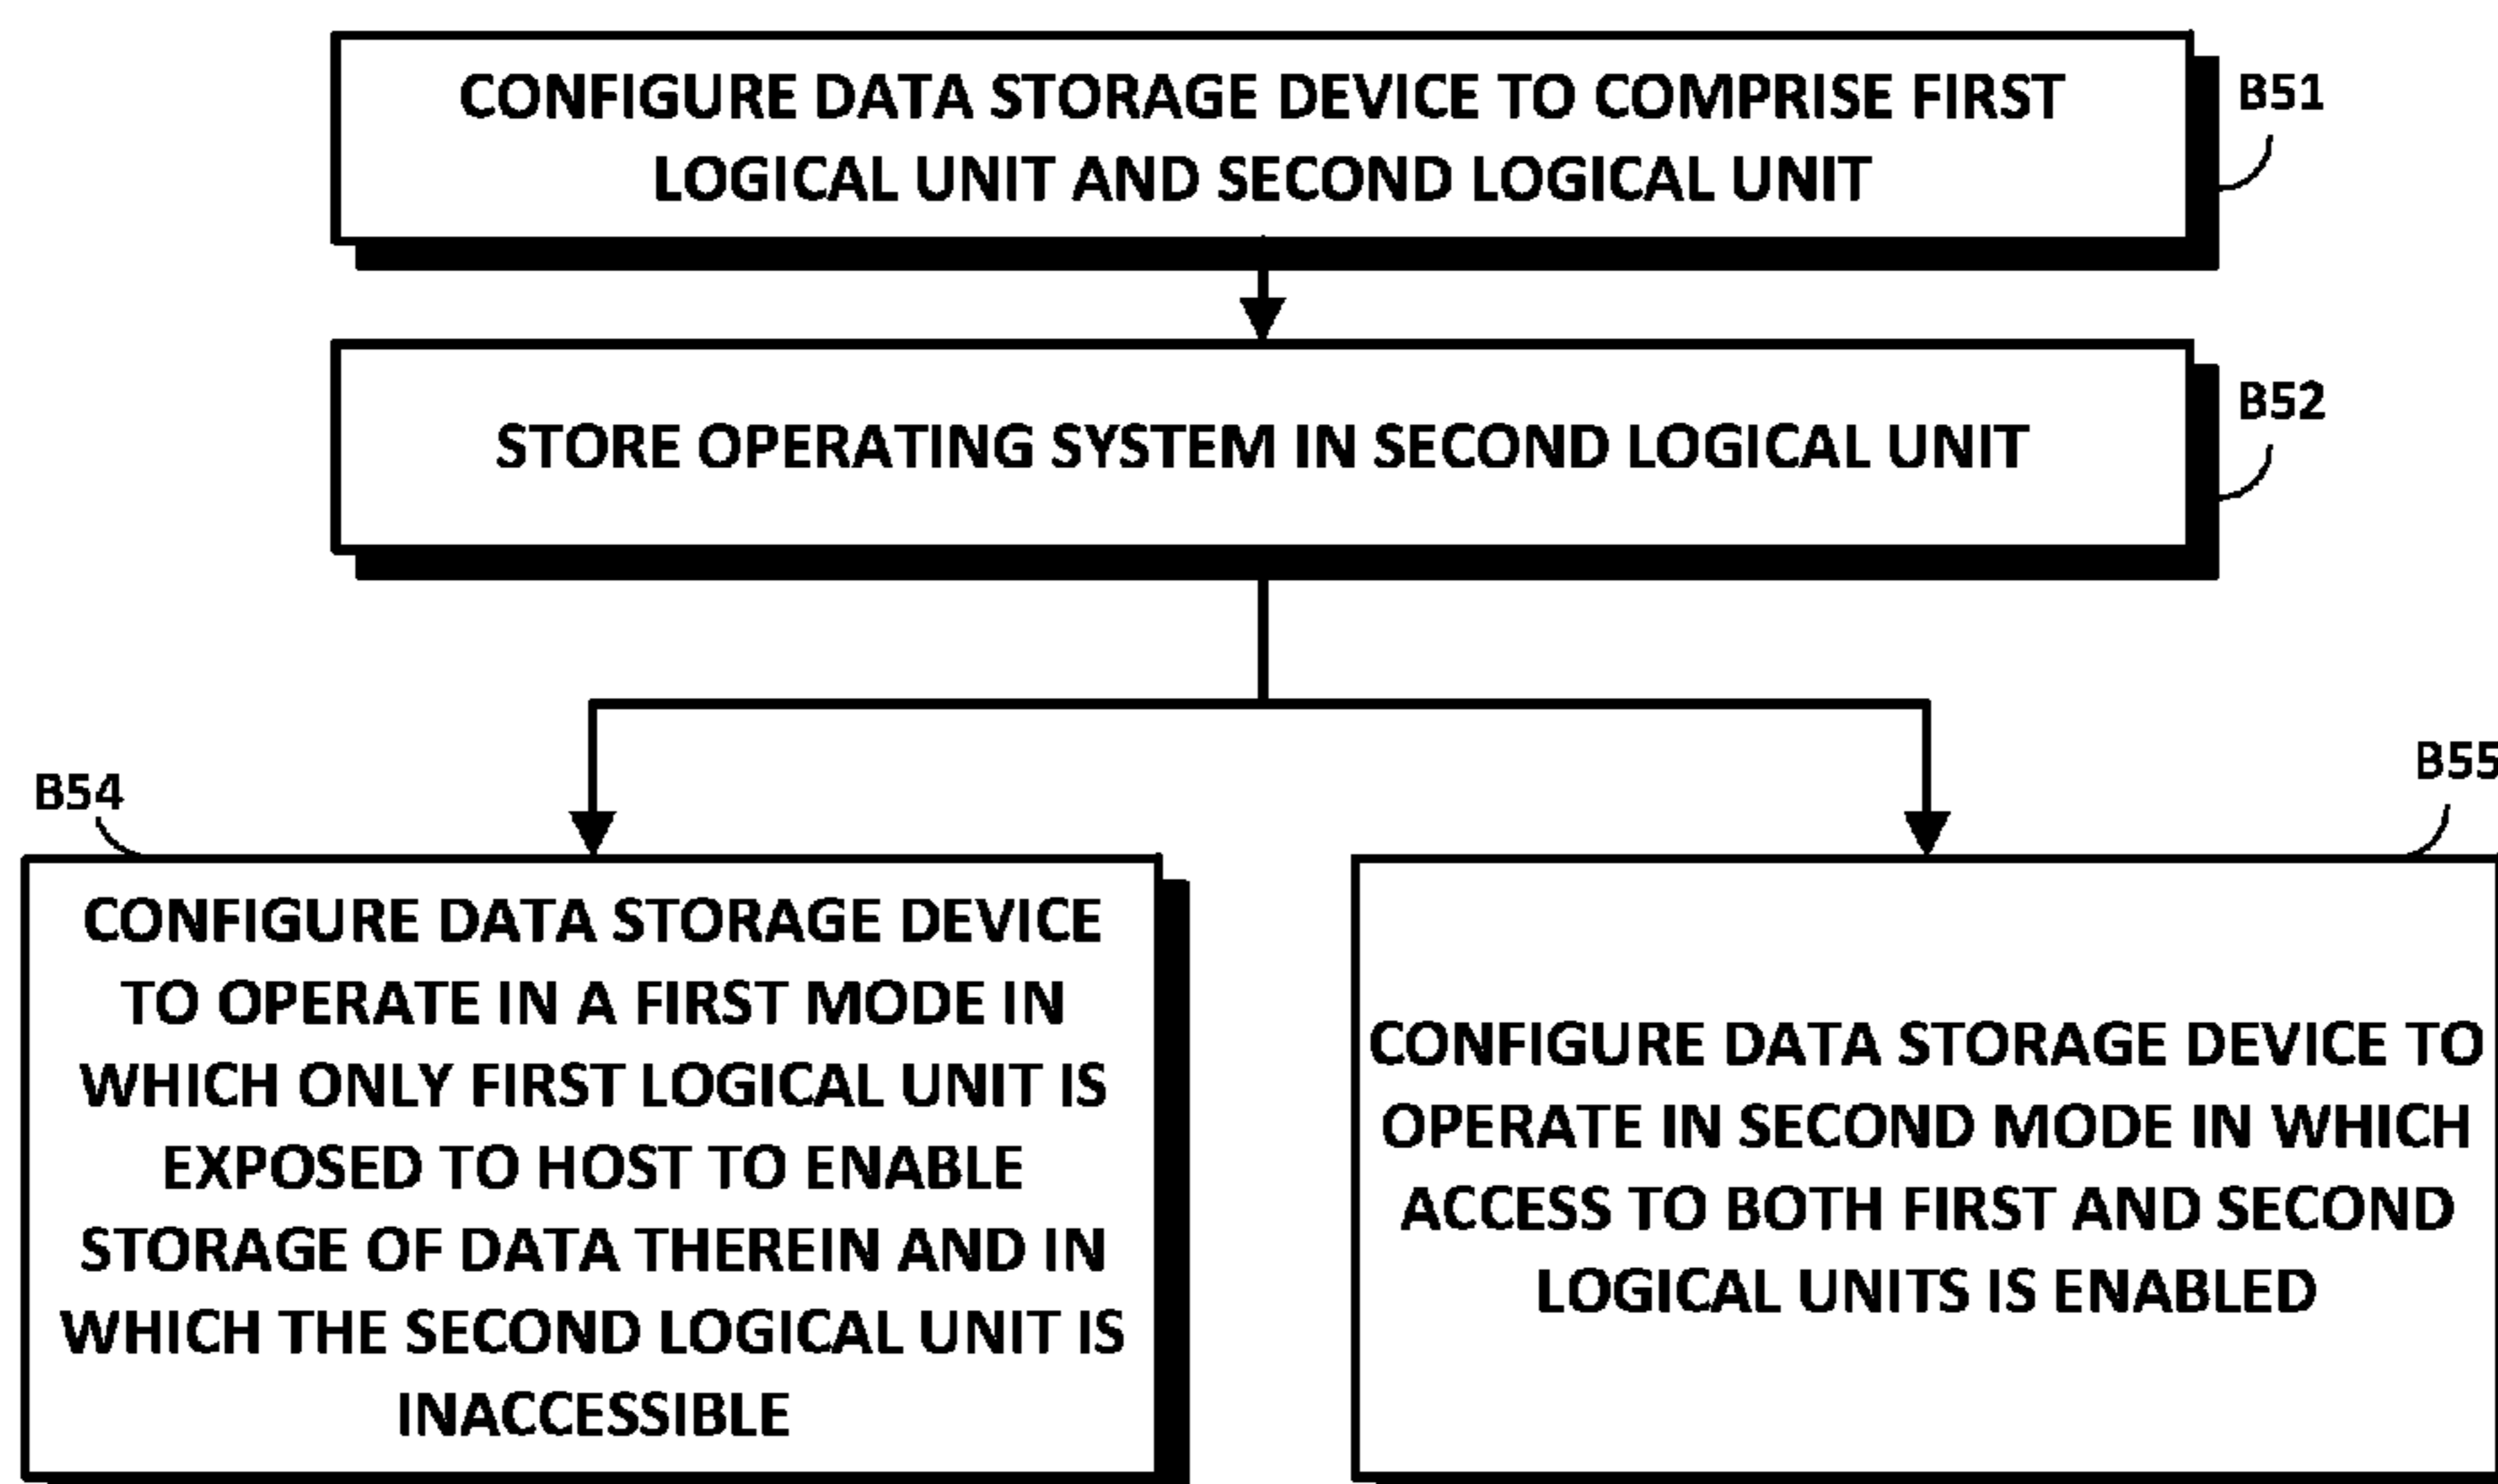 CONFIGURE DATA STORAGE DEVICE TO COMPRISE FIRST
LOGICAL UNIT AND SECOND LOGICAL UNIT
B51
STORE OPERATING SYSTEM IN SECOND LOGICAL UNIT
B52
B54
CONFIGURE DATA STORAGE DEVICE
TO OPERATE IN A FIRST MODE IN
WHICH ONLY FIRST LOGICAL UNIT IS
EXPOSED TO HOST TO ENABLE
STORAGE OF DATA THEREIN AND IN
WHICH THE SECOND LOGICAL UNIT IS
INACCESSIBLE
B55
CONFIGURE DATA STORAGE DEVICE TO
OPERATE IN SECOND MODE IN WHICH
ACCESS TO BOTH FIRST AND SECOND
LOGICAL UNITS IS ENABLED